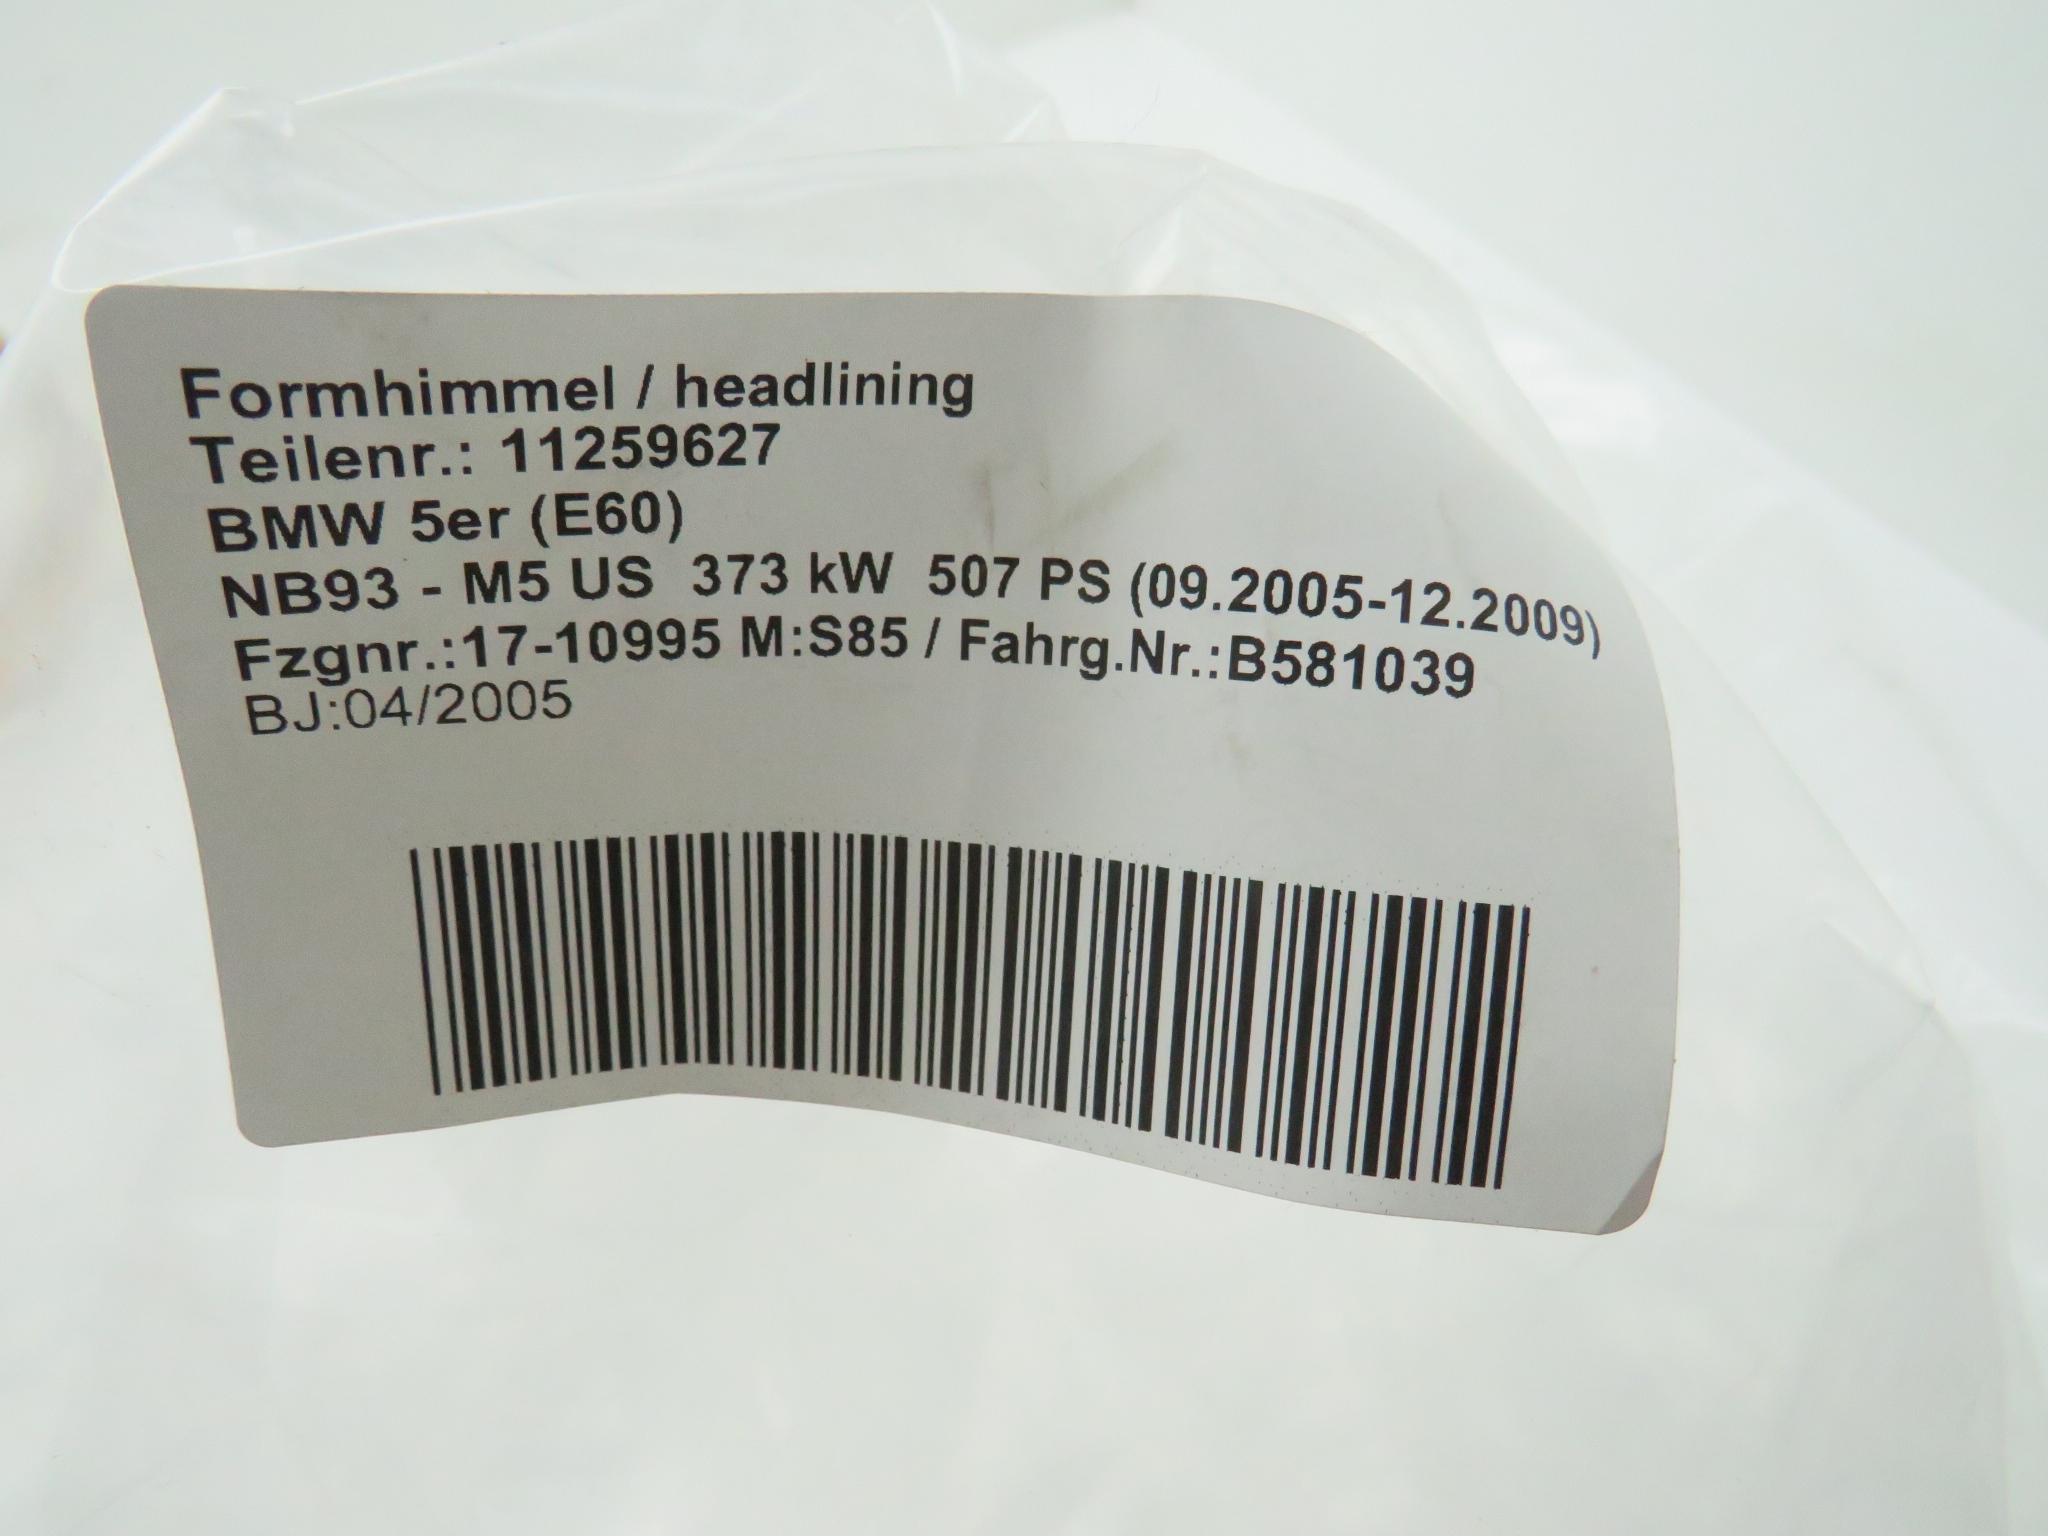 Formhimmel / headlining
Teilenr.: 11259627
BMW 5er (E60)
NB93 - M5 US  373 kW  507 PS (09.2005-12.2009)
Fzgnr.:17-10995 M:S85 / Fahrg.Nr.:B581039
BJ:04/2005